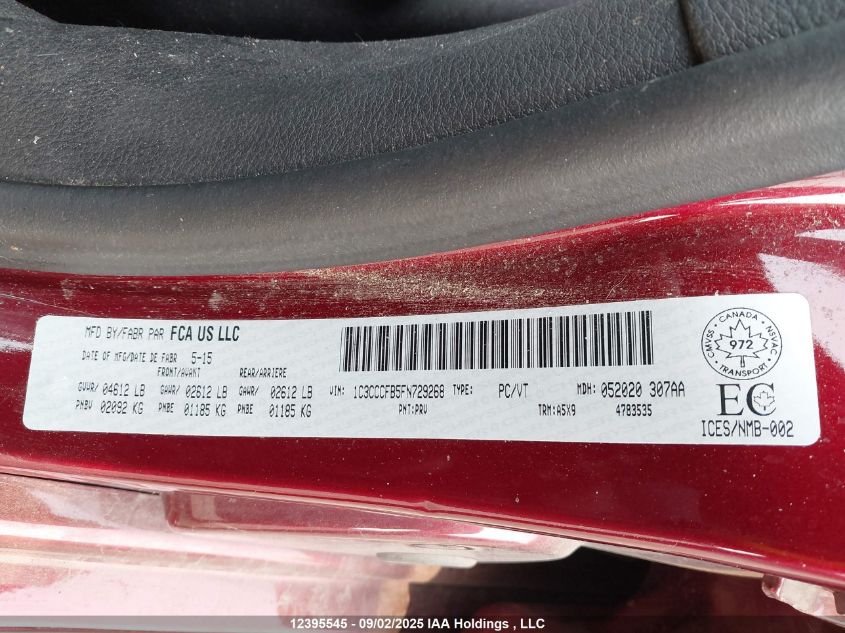 MFD BY/FABR PAR FCA US LLC
DATE OF MFG/DATE DE FABR 5-15
FRONT/AVANT REAR/ARRIERE
GVWR/ 04612 LB GAWR/ 02612 LB GAWR/ 02612 LB
PNBV 02092 KG PNBE 01185 KG PNBE 01185 KG
VIN: 1C3CCCFB5FN729268 TYPE: PC/VT MDH: 052020 307AA
PNT:PRV TRM:A5X9 4783535
CMVSS • CANADA • NSVAC
972
TRANSPORT
EC
ICES/NMB-002
12395545 - 09/02/2025 IAA Holdings , LLC